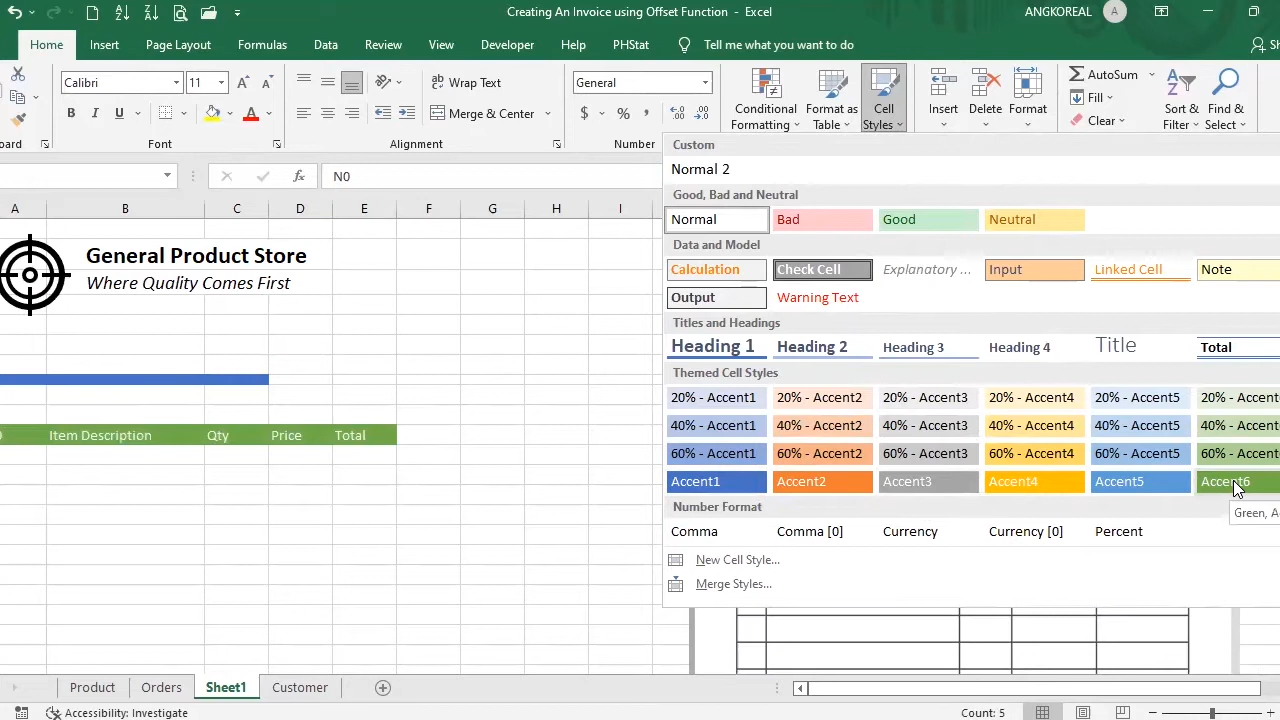 Creating An Invoice using Offset Function - Excel
ANGKOREAL
A
Home Insert Page Layout Formulas Data Review View Developer Help PHStat Tell me what you want to do
Calibri 11
Wrap Text
General
Merge & Center
Conditional Formatting
Format as Table
Cell Styles
Insert Delete Format
AutoSum
Fill
Clear
Sort & Filter
Find & Select
Font Alignment Number
N0
Custom
Normal 2
Good, Bad and Neutral
Normal Bad Good Neutral
Data and Model
Calculation Check Cell Explanatory ... Input Linked Cell Note
Output Warning Text
Titles and Headings
Heading 1 Heading 2 Heading 3 Heading 4 Title Total
Themed Cell Styles
20% - Accent1 20% - Accent2 20% - Accent3 20% - Accent4 20% - Accent5 20% - Accent
40% - Accent1 40% - Accent2 40% - Accent3 40% - Accent4 40% - Accent5 40% - Accent
60% - Accent1 60% - Accent2 60% - Accent3 60% - Accent4 60% - Accent5 60% - Accent
Accent1 Accent2 Accent3 Accent4 Accent5 Accent6
Green, A
Number Format
Comma Comma [0] Currency Currency [0] Percent
New Cell Style...
Merge Styles...
A B C D E F G H I
General Product Store
Where Quality Comes First
Item Description Qty Price Total
Product Orders Sheet1 Customer
Accessibility: Investigate
Count: 5